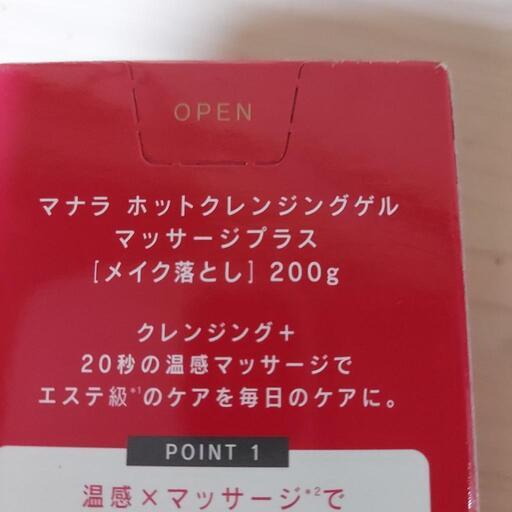 OPEN
マナラ ホットクレンジングゲル
マッサージプラス
[メイク落とし] 200g
クレンジング+
20秒の温感マッサージで
エステ級*1のケアを毎日のケアに。
POINT 1
温感×マッサージ*2で